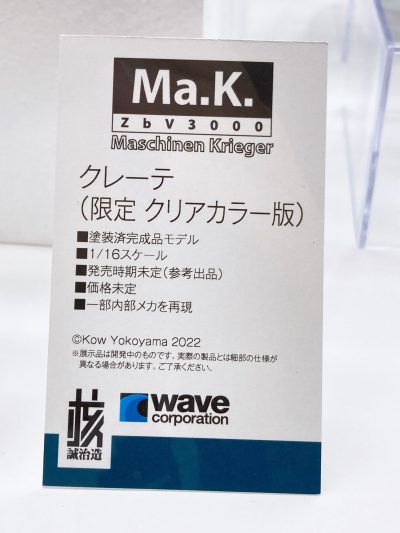 Ma.K.
ZbV3000
Maschinen Krieger
クレーテ
（限定 クリアカラー版）
■塗装済完成品モデル
■1/16スケール
■発売時期未定（参考出品）
■価格未定
■一部内部メカを再現
©Kow Yokoyama 2022
※展示品は開発中のものです。実際の製品とは細部の仕様が
異なる場合があります。ご了承ください。
核
誠治造
wave
corporation